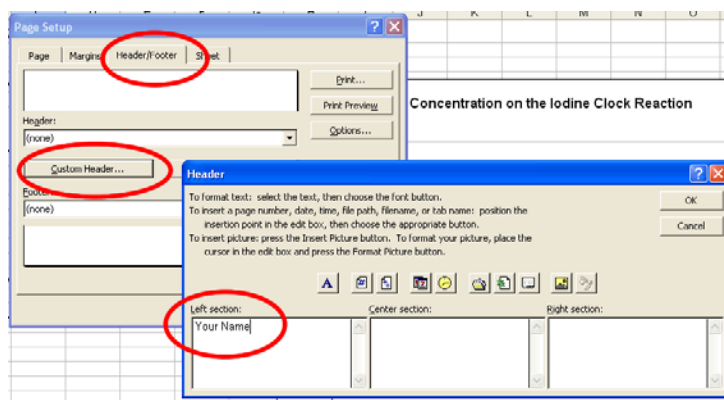 J K L M N O
Page Setup
Page Margins Header/Footer Sheet
Print...
Print Preview
Options...
Header:
(none)
Custom Header...
Footer:
(none)
Concentration on the Iodine Clock Reaction
Header
To format text: select the text, then choose the font button.
To insert a page number, date, time, file path, filename, or tab name: position the
insertion point in the edit box, then choose the appropriate button.
To insert picture: press the Insert Picture button. To format your picture, place the
cursor in the edit box and press the Format Picture button.
OK
Cancel
A
Left section: Center section: Right section:
Your Name